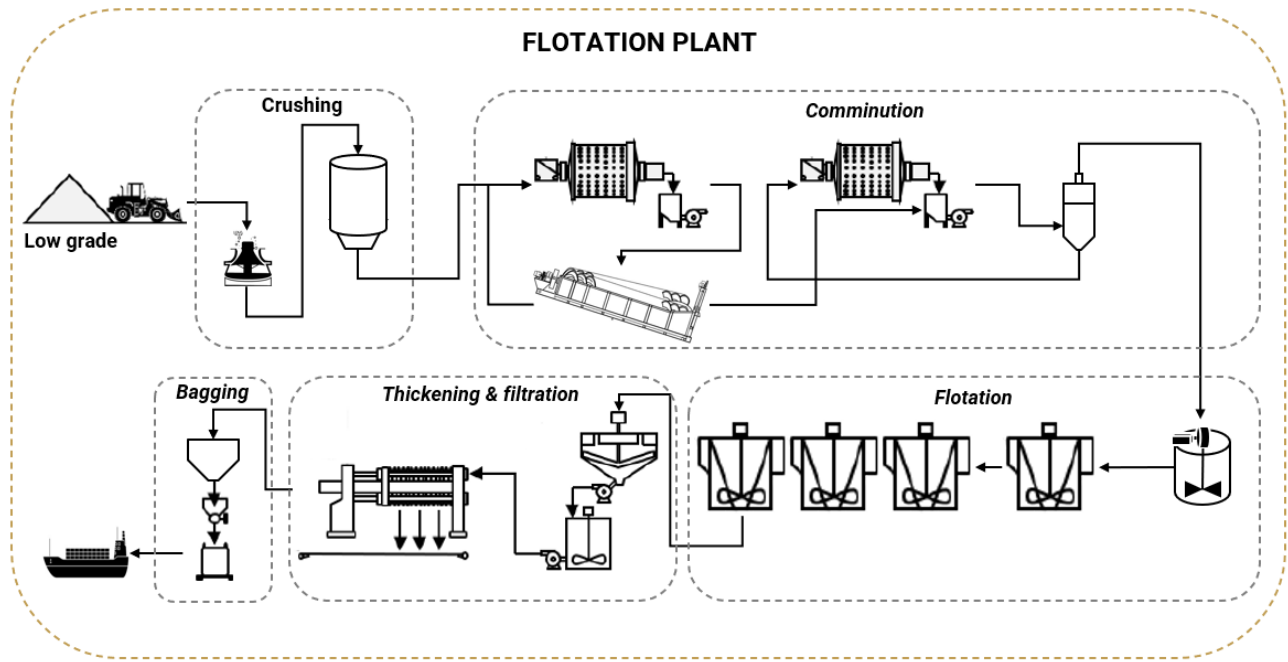 FLOTATION PLANT
Crushing
Comminution
Low grade
Bagging
Thickening & filtration
Flotation